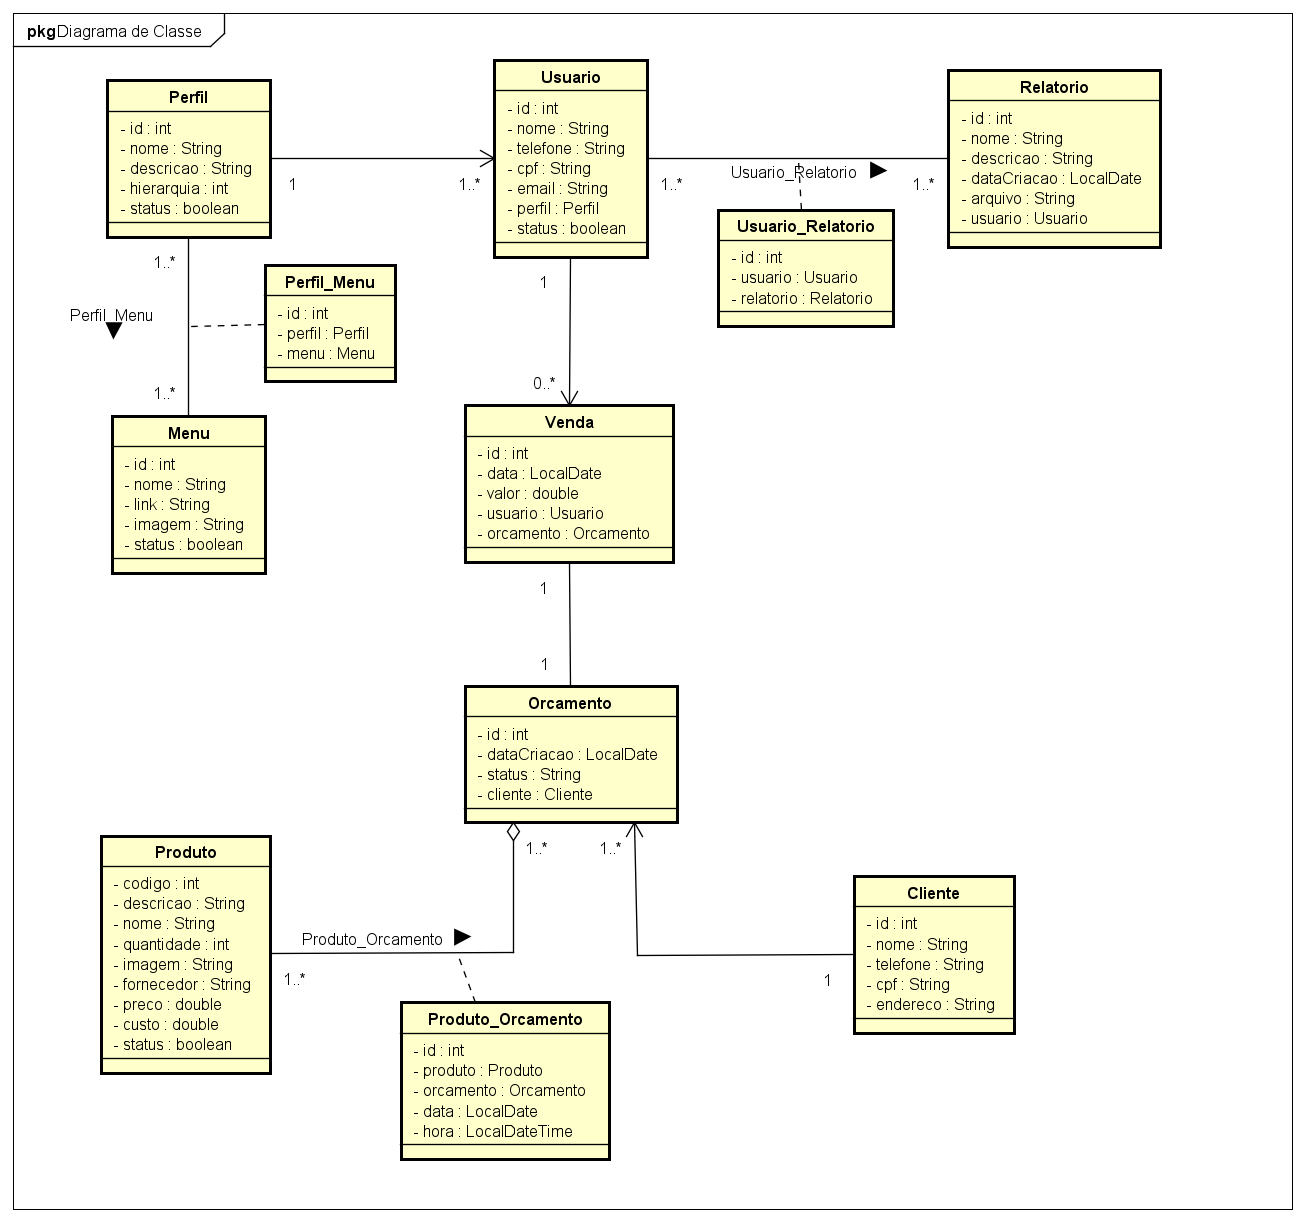 pkg Diagrama de Classe
Perfil
- id : int
- nome : String
- descricao : String
- hierarquia : int
- status : boolean
1
1..*
Usuario
- id : int
- nome : String
- telefone : String
- cpf : String
- email : String
- perfil : Perfil
- status : boolean
1..*
Usuario_Relatorio
1..*
Relatorio
- id : int
- nome : String
- descricao : String
- dataCriacao : LocalDate
- arquivo : String
- usuario : Usuario
Usuario_Relatorio
- id : int
- usuario : Usuario
- relatorio : Relatorio
1..*
Perfil_Menu
1..*
Perfil_Menu
- id : int
- perfil : Perfil
- menu : Menu
1
0..*
Menu
- id : int
- nome : String
- link : String
- imagem : String
- status : boolean
Venda
- id : int
- data : LocalDate
- valor : double
- usuario : Usuario
- orcamento : Orcamento
1
1
Orcamento
- id : int
- dataCriacao : LocalDate
- status : String
- cliente : Cliente
1..*
1..*
Produto
- codigo : int
- descricao : String
- nome : String
- quantidade : int
- imagem : String
- fornecedor : String
- preco : double
- custo : double
- status : boolean
Produto_Orcamento
1..*
1
Cliente
- id : int
- nome : String
- telefone : String
- cpf : String
- endereco : String
Produto_Orcamento
- id : int
- produto : Produto
- orcamento : Orcamento
- data : LocalDate
- hora : LocalDateTime